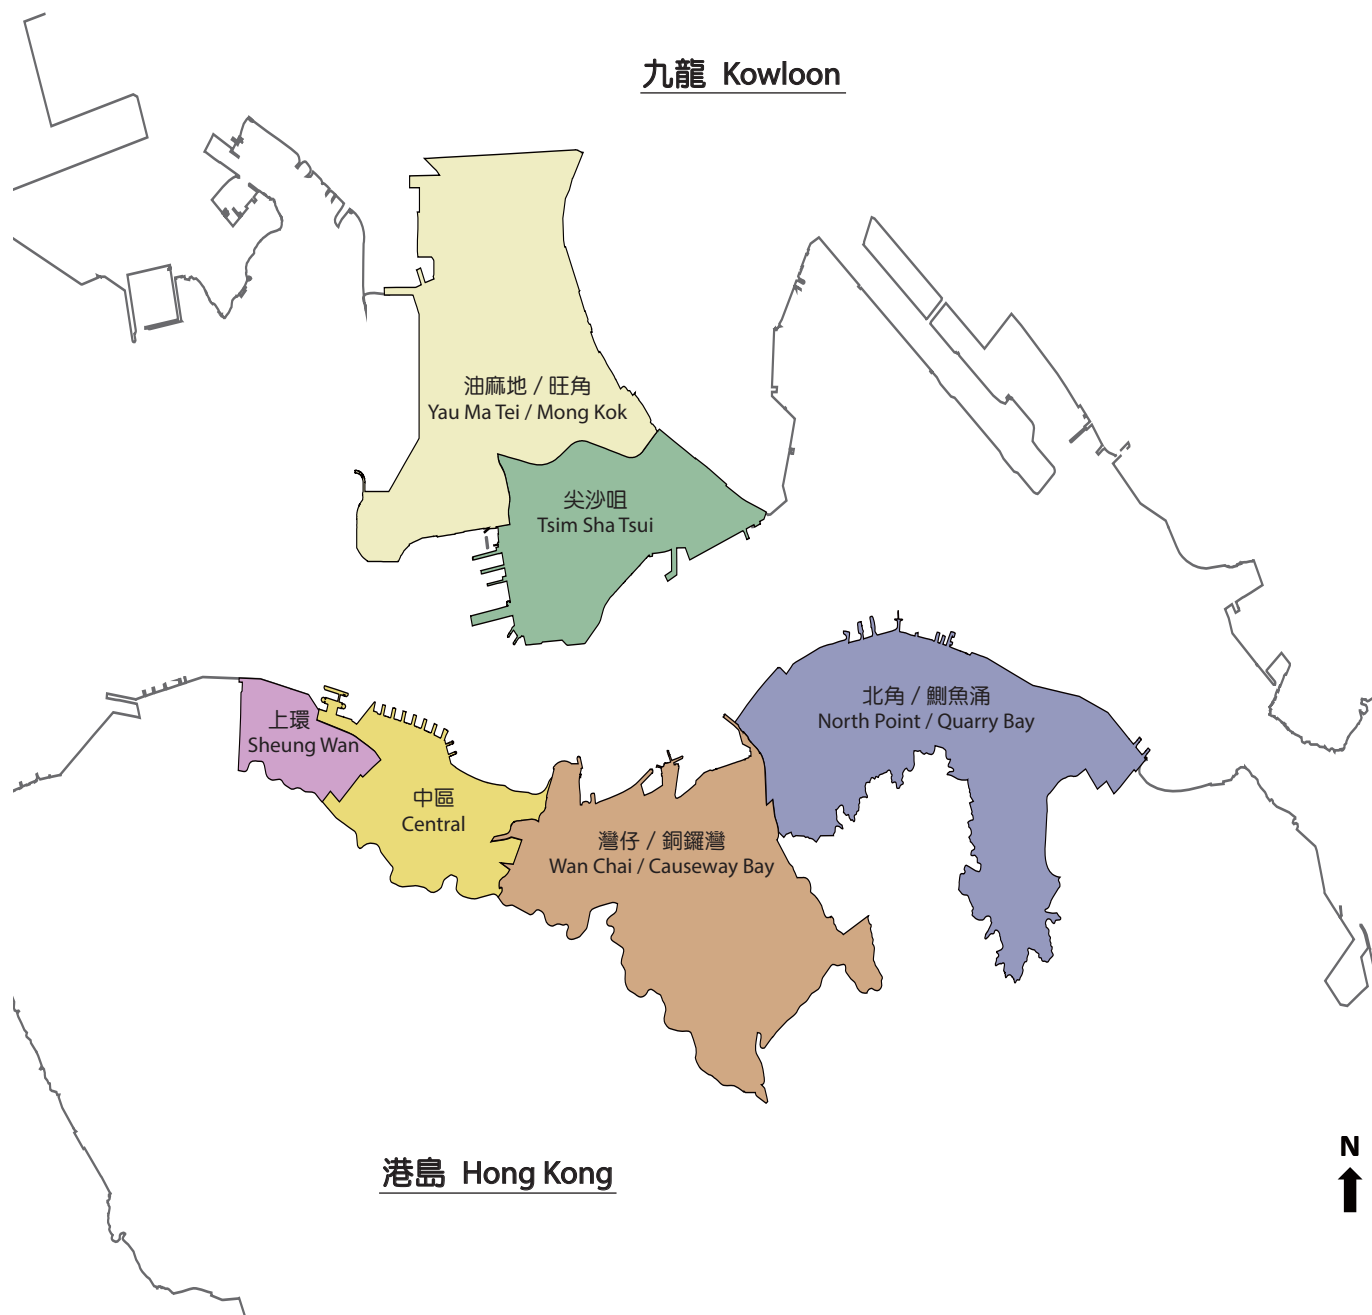 九龍 Kowloon
油麻地 / 旺角
Yau Ma Tei / Mong Kok
尖沙咀
Tsim Sha Tsui
北角 / 鰂魚涌
North Point / Quarry Bay
上環
Sheung Wan
中區
Central
灣仔 / 銅鑼灣
Wan Chai / Causeway Bay
港島 Hong Kong
N